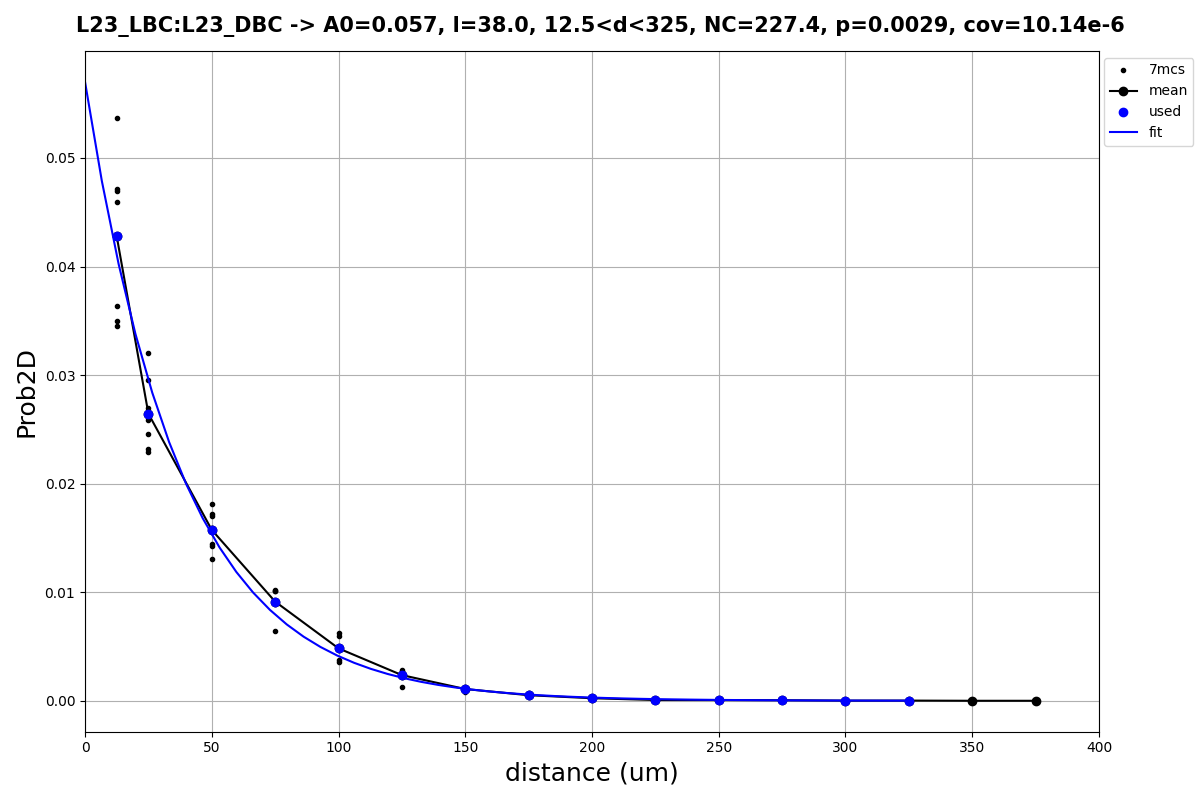 L23_LBC:L23_DBC -> A0=0.057, l=38.0, 12.5<d<325, NC=227.4, p=0.0029, cov=10.14e-6
7mcs
mean
used
fit
0.05
0.04
0.03
0.02
0.01
0.00
Prob2D
0 50 100 150 200 250 300 350 400
distance (um)